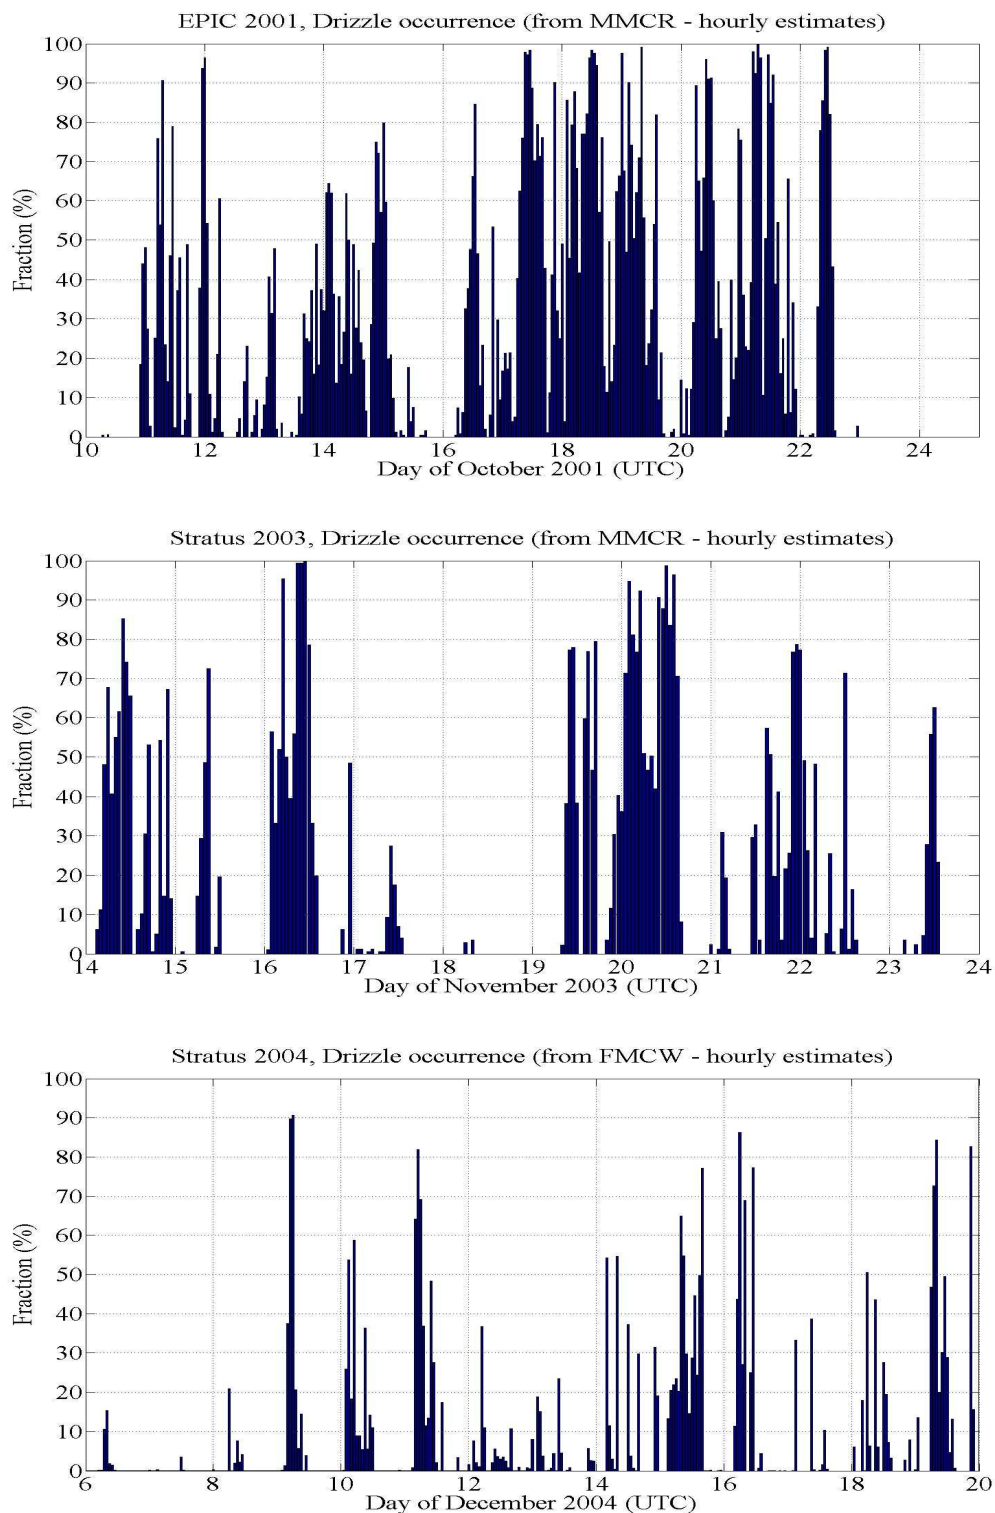 EPIC 2001, Drizzle occurrence (from MMCR - hourly estimates)
100
90
80
70
60
50
40
30
20
10
0
Fraction (%)
10 12 14 16 18 20 22 24
Day of October 2001 (UTC)
Stratus 2003, Drizzle occurrence (from MMCR - hourly estimates)
100
90
80
70
60
50
40
30
20
10
0
Fraction (%)
14 15 16 17 18 19 20 21 22 23 24
Day of November 2003 (UTC)
Stratus 2004, Drizzle occurrence (from FMCW - hourly estimates)
100
90
80
70
60
50
40
30
20
10
0
Fraction (%)
6 8 10 12 14 16 18 20
Day of December 2004 (UTC)